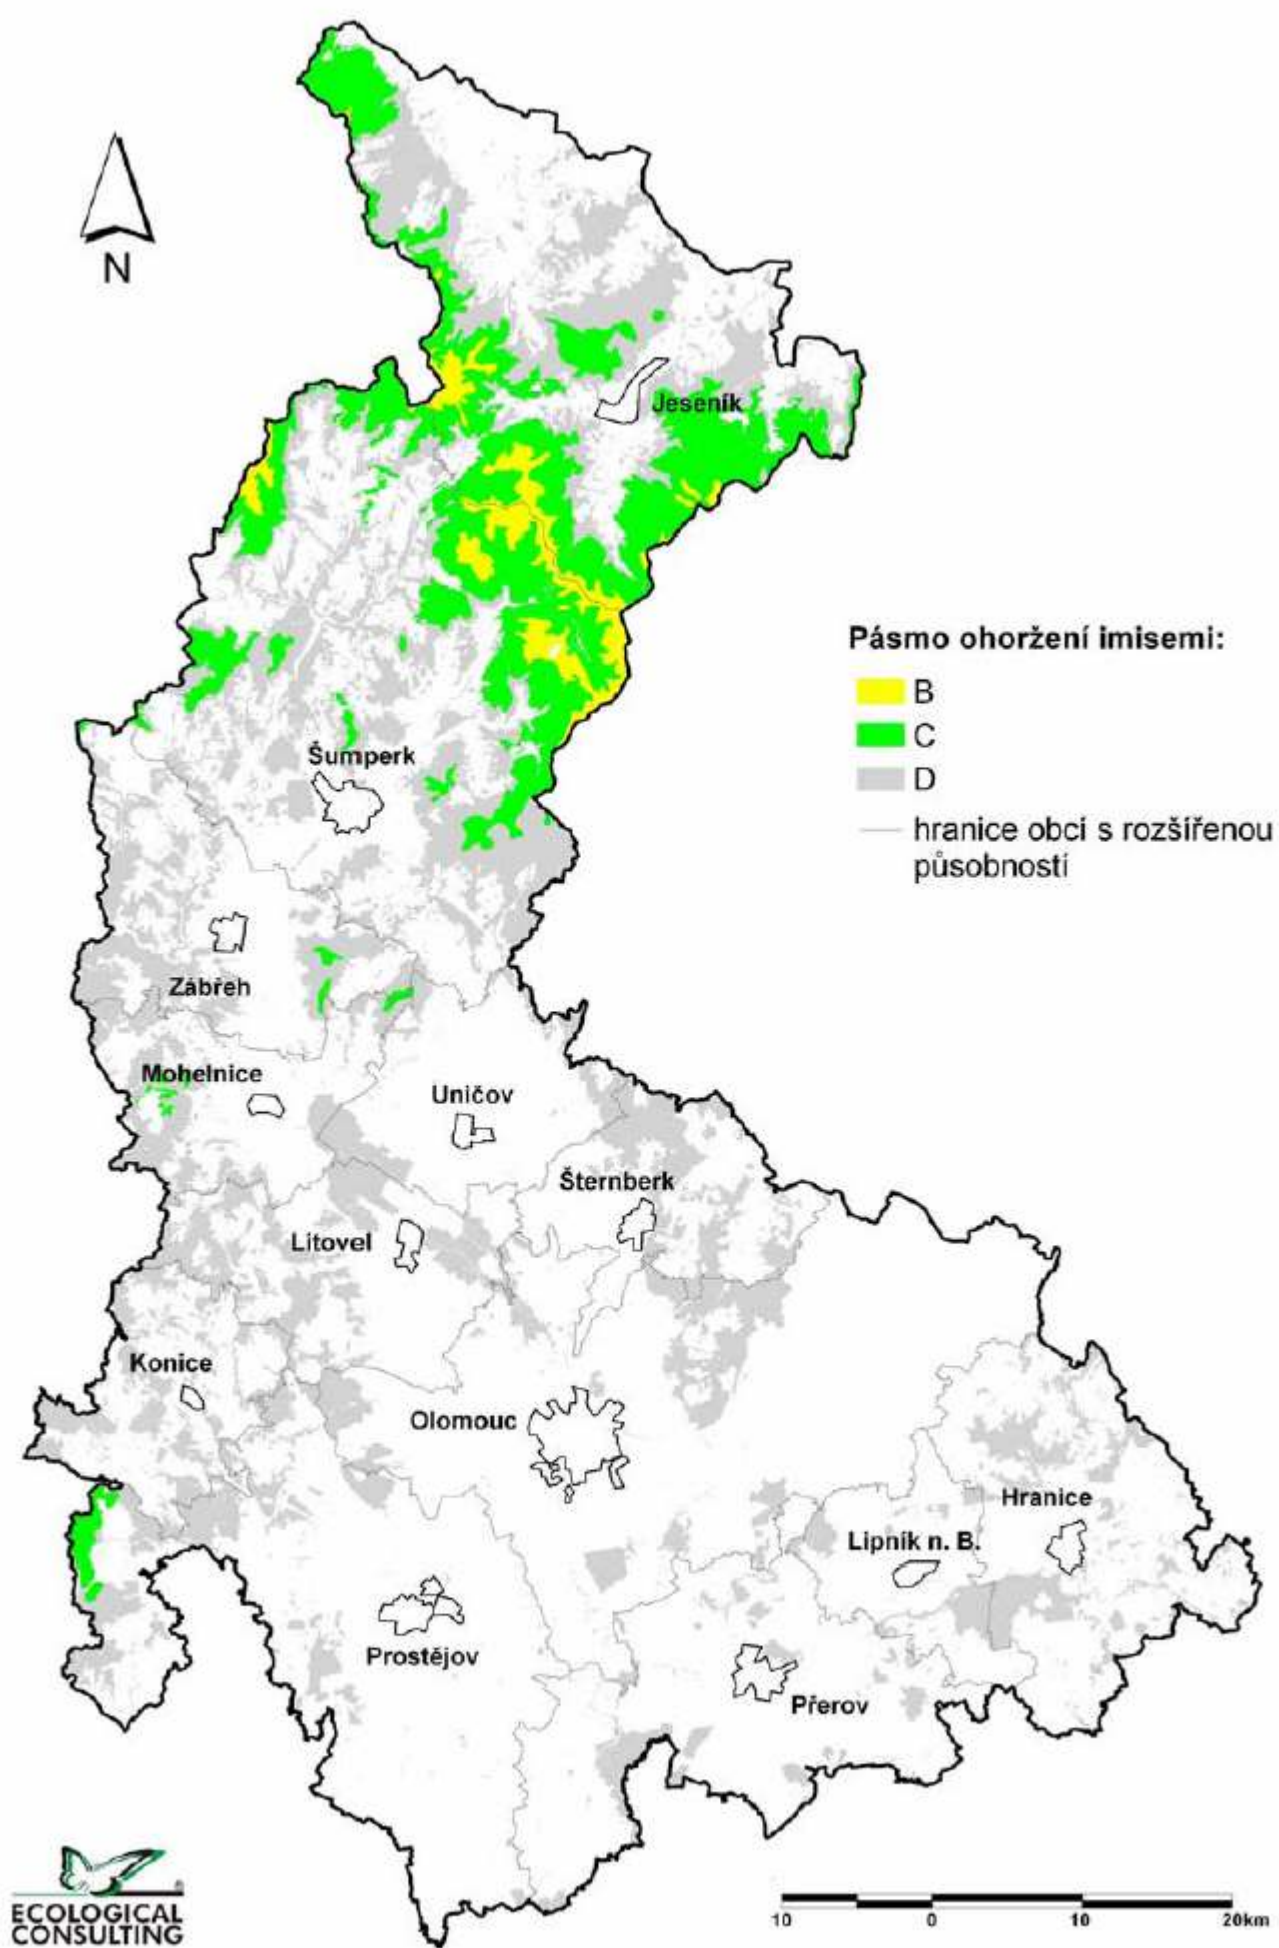 N
Jeseník
Pásmo ohoržení imisemi:
B
C
D
hranice obcí s rozšířenou
působností
Šumperk
Zábřeh
Mohelnice
Uničov
Šternberk
Litovel
Konice
Olomouc
Hranice
Lipník n. B.
Prostějov
Přerov
ECOLOGICAL
CONSULTING
10 0 10 20km